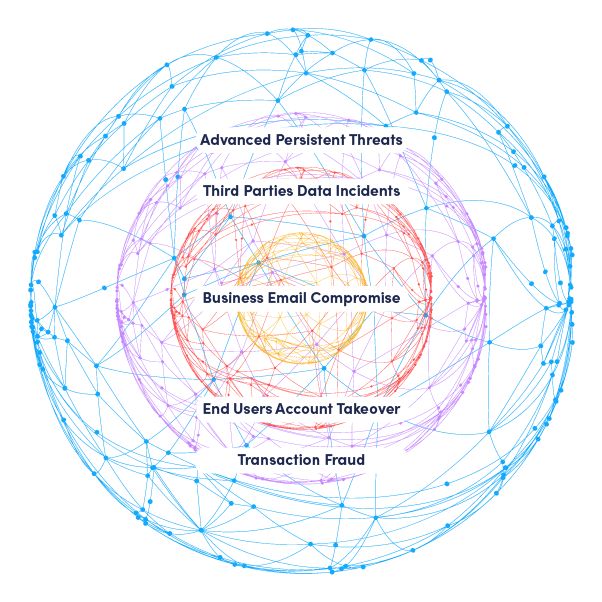 Advanced Persistent Threats
Third Parties Data Incidents
Business Email Compromise
End Users Account Takeover
Transaction Fraud